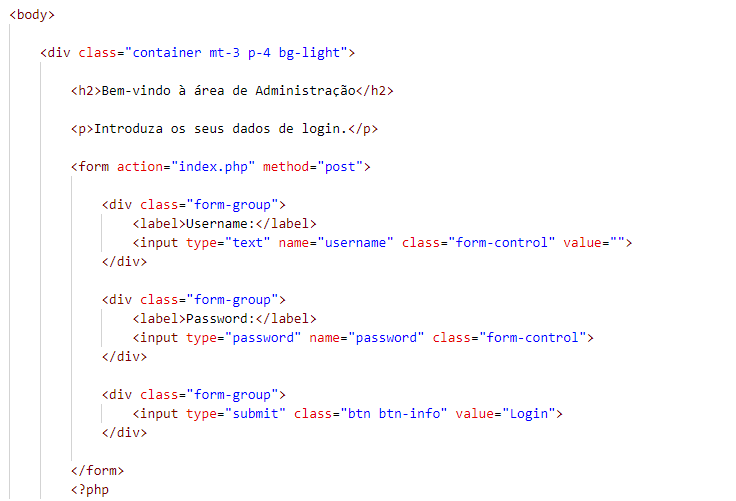 <body>
<div class="container mt-3 p-4 bg-light">
<h2>Bem-vindo à área de Administração</h2>
<p>Introduza os seus dados de login.</p>
<form action="index.php" method="post">
<div class="form-group">
<label>Username:</label>
<input type="text" name="username" class="form-control" value="">
</div>
<div class="form-group">
<label>Password:</label>
<input type="password" name="password" class="form-control">
</div>
<div class="form-group">
<input type="submit" class="btn btn-info" value="Login">
</div>
</form>
<?php